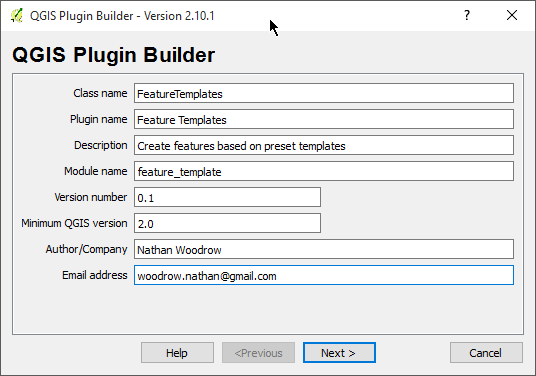 QGIS Plugin Builder - Version 2.10.1
?
QGIS Plugin Builder
Class name FeatureTemplates
Plugin name Feature Templates
Description Create features based on preset templates
Module name feature_template
Version number 0.1
Minimum QGIS version 2.0
Author/Company Nathan Woodrow
Email address woodrow.nathan@gmail.com
Help <Previous Next > Cancel